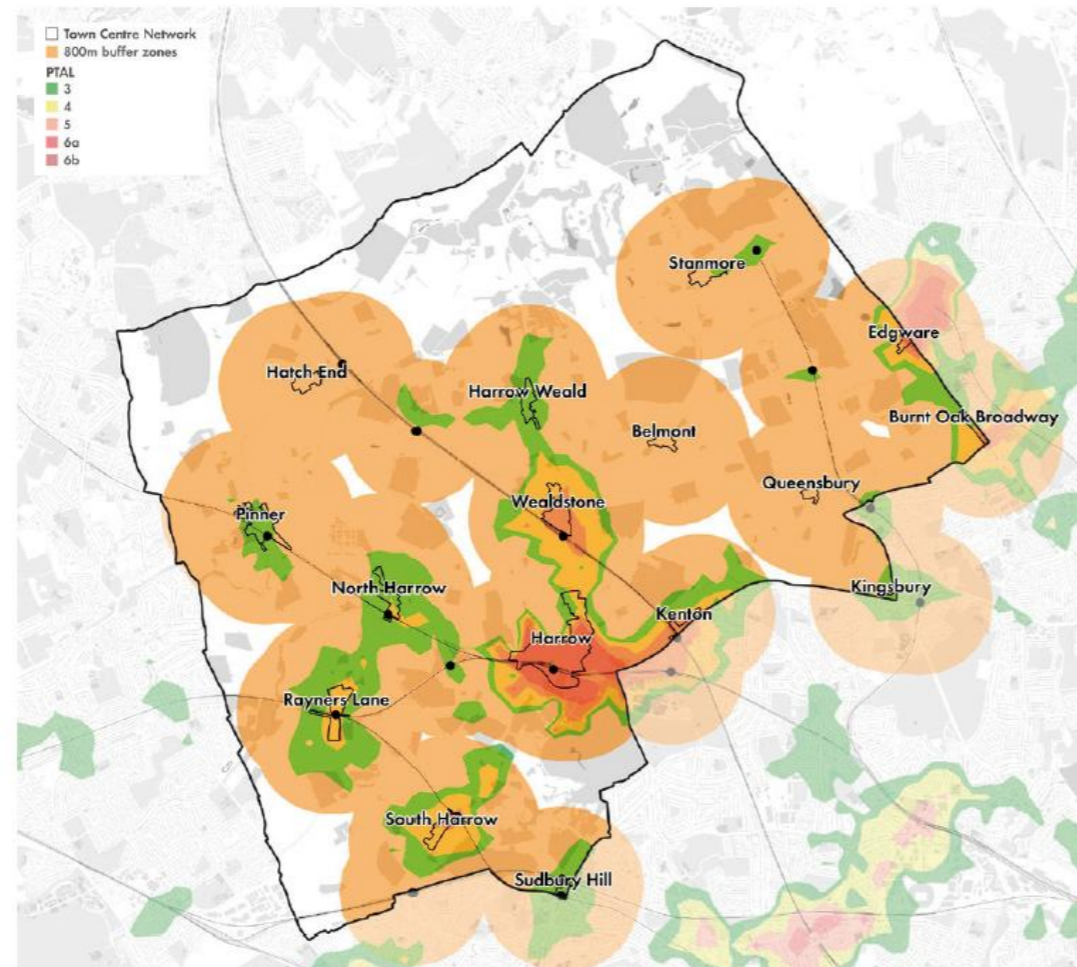 Town Centre Network
800m buffer zones
PTAL
3
4
5
6a
6b
Stanmore
Edgware
Hatch End
Harrow Weald
Burnt Oak Broadway
Belmont
Queensbury
Wealdstone
Pinner
North Harrow
Kenton
Kingsbury
Harrow
Rayners Lane
South Harrow
Sudbury Hill